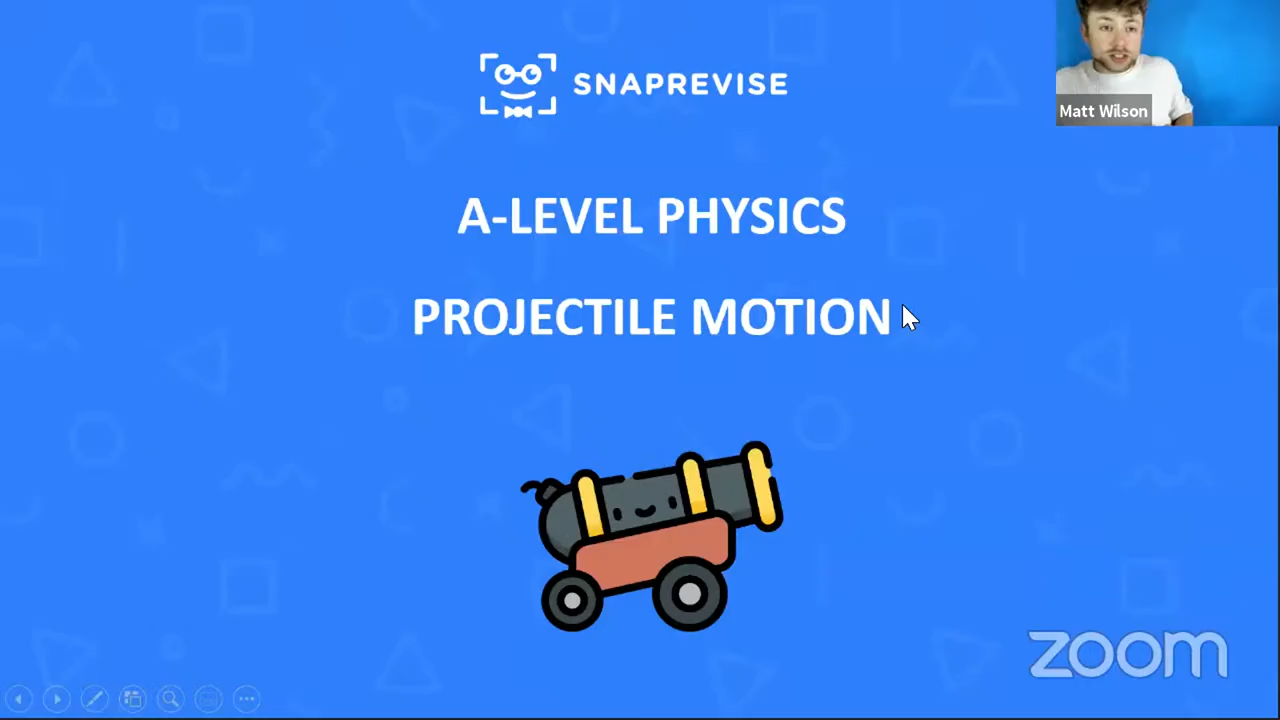 SNAPREVISE
Matt Wilson
A-LEVEL PHYSICS
PROJECTILE MOTION
zoom